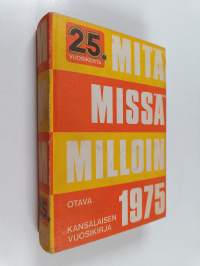 25.
VUOSIKERTA
MITÄ
MISSÄ
MILLOIN
OTAVA
1975
KANSALAISEN
VUOSIKIRJA